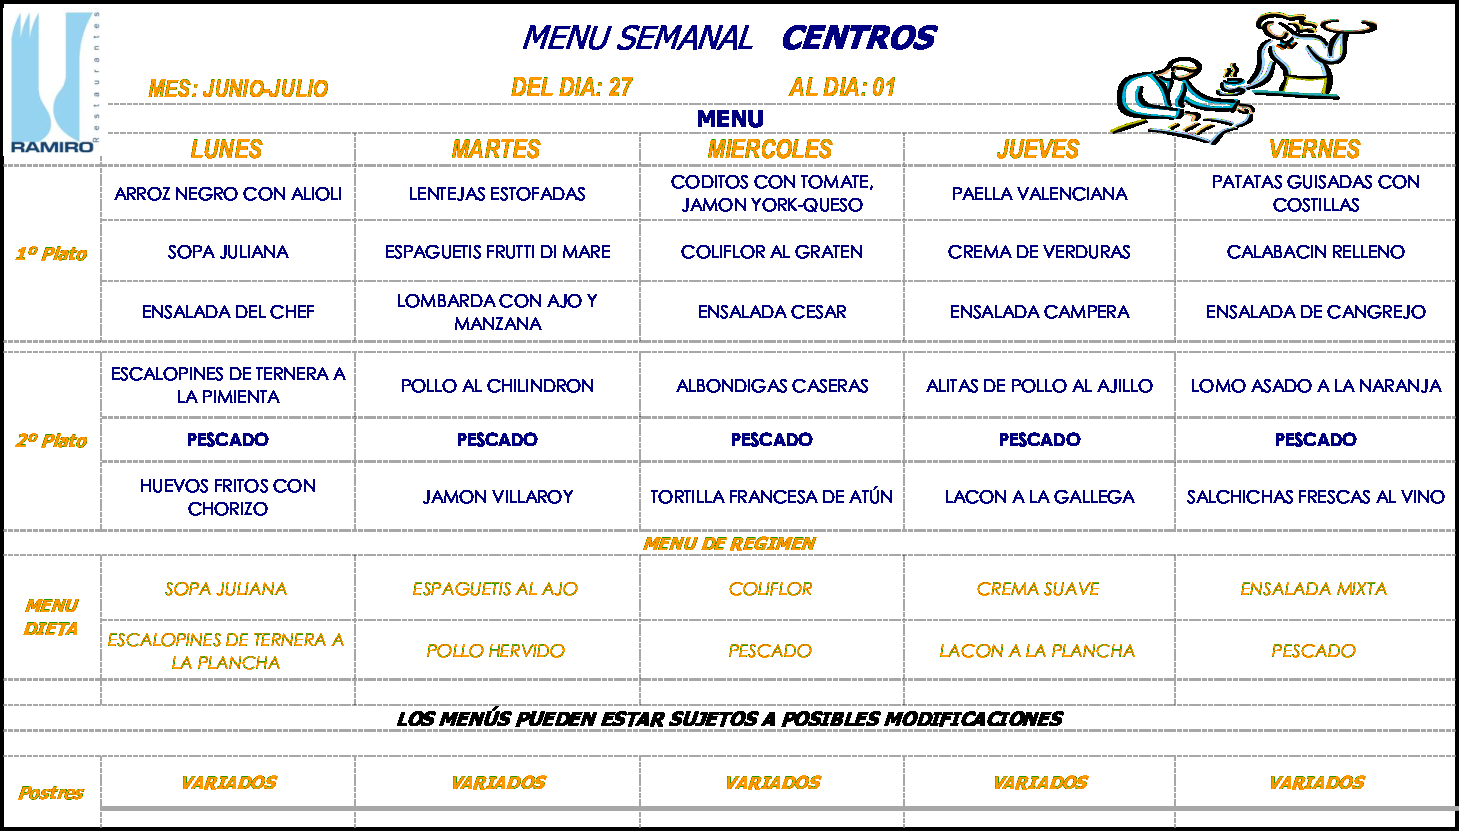 MENU SEMANAL CENTROS
MES: JUNIO-JULIO DEL DIA: 27 AL DIA: 01
Restaurantes
RAMIRO
MENU
LUNES MARTES MIERCOLES JUEVES VIERNES
1º Plato
ARROZ NEGRO CON ALIOLI
LENTEJAS ESTOFADAS
CODITOS CON TOMATE,
JAMON YORK-QUESO
PAELLA VALENCIANA
PATATAS GUISADAS CON
COSTILLAS
SOPA JULIANA
ESPAGUETIS FRUTTI DI MARE
COLIFLOR AL GRATEN
CREMA DE VERDURAS
CALABACIN RELLENO
ENSALADA DEL CHEF
LOMBARDA CON AJO Y
MANZANA
ENSALADA CESAR
ENSALADA CAMPERA
ENSALADA DE CANGREJO
2º Plato
ESCALOPINES DE TERNERA A
LA PIMIENTA
POLLO AL CHILINDRON
ALBONDIGAS CASERAS
ALITAS DE POLLO AL AJILLO
LOMO ASADO A LA NARANJA
PESCADO PESCADO PESCADO PESCADO PESCADO
HUEVOS FRITOS CON
CHORIZO
JAMON VILLAROY
TORTILLA FRANCESA DE ATÚN
LACON A LA GALLEGA
SALCHICHAS FRESCAS AL VINO
MENU DE REGIMEN
MENU
DIETA
SOPA JULIANA
ESPAGUETIS AL AJO
COLIFLOR
CREMA SUAVE
ENSALADA MIXTA
ESCALOPINES DE TERNERA A
LA PLANCHA
POLLO HERVIDO
PESCADO
LACON A LA PLANCHA
PESCADO
LOS MENÚS PUEDEN ESTAR SUJETOS A POSIBLES MODIFICACIONES
Postres
VARIADOS VARIADOS VARIADOS VARIADOS VARIADOS